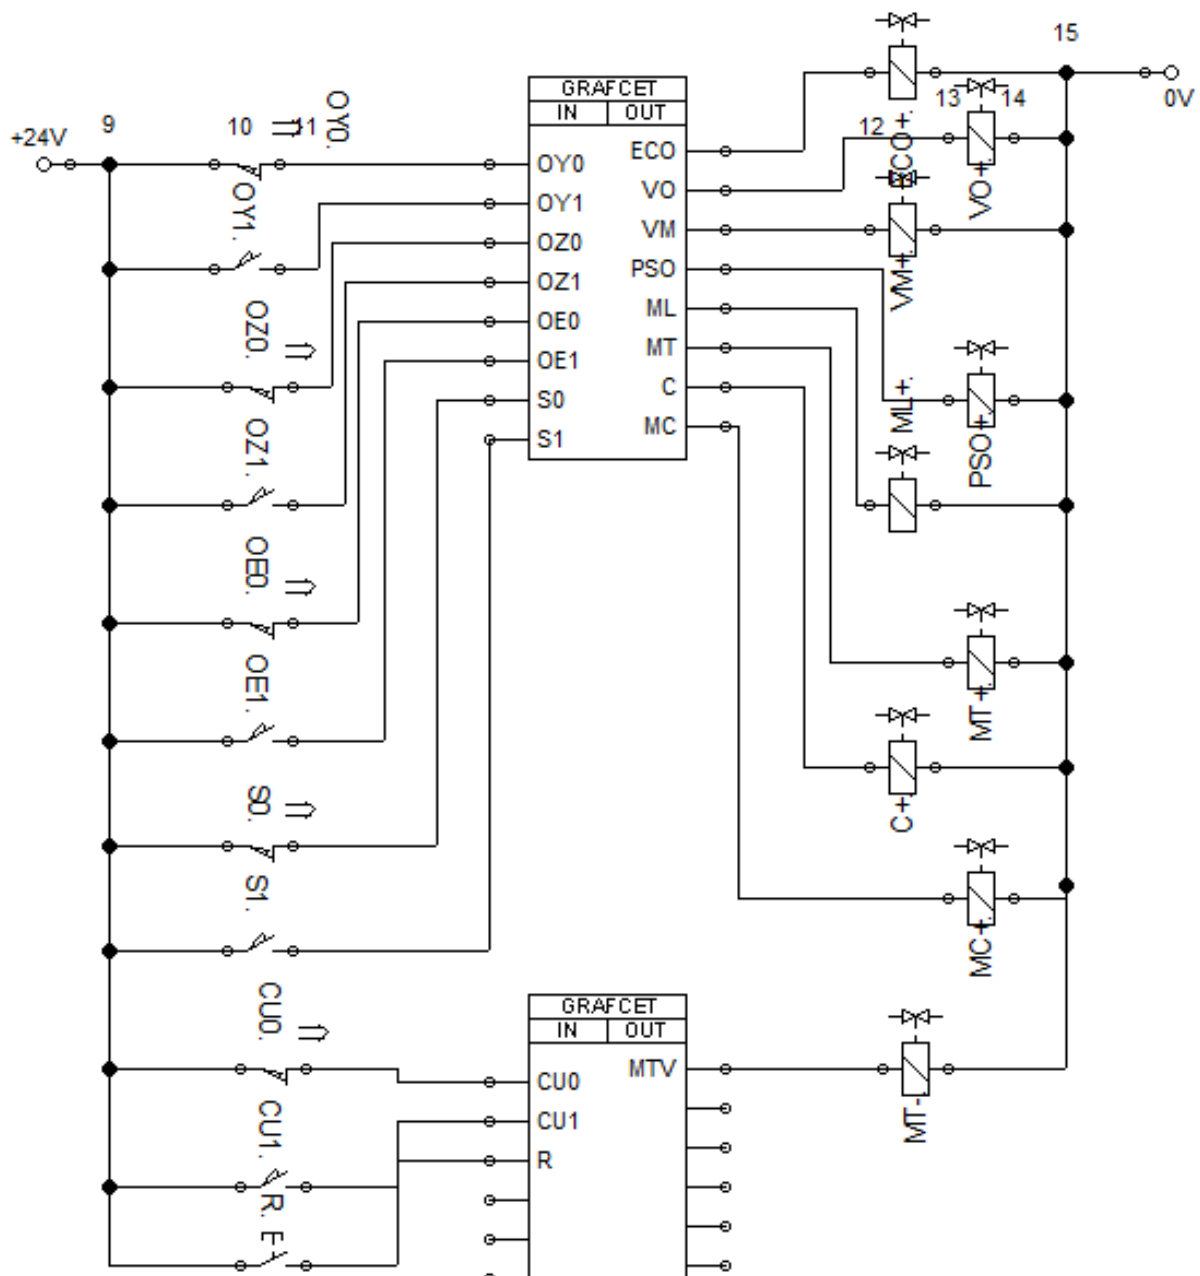 15
0V
+24V
9
10
11
OY0.
12
13
14
GRAFCET
IN OUT
OY0 ECO
OY1 VO
OZ0 VM
OZ1 PSO
OE0 ML
OE1 MT
S0 C
S1 MC
OY1.
OZ0.
OZ1.
OE0.
OE1.
S0.
S1.
CU0.
CU1.
R.
E
ECO+.
VO+.
VM+.
ML+.
PSO+.
MT+.
C+.
MC+.
MT-.
GRAFCET
IN OUT
CU0 MTV
CU1
R